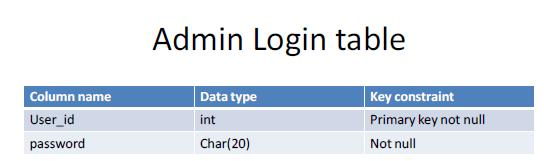 Admin Login table
Column name Data type Key constraint
User_id int Primary key not null
password Char(20) Not null